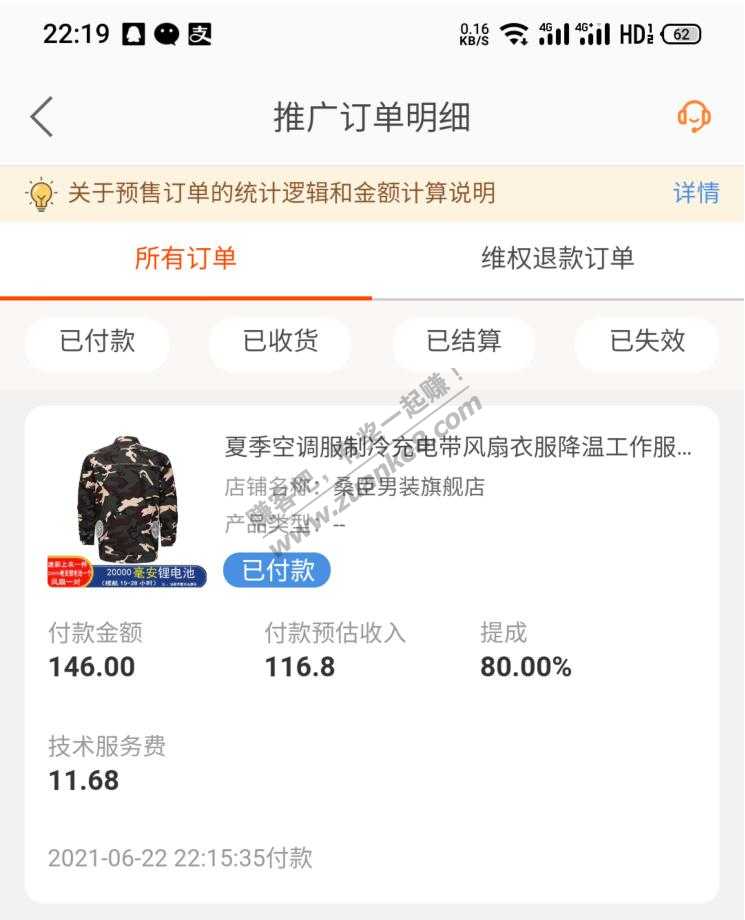 22:19
0.16 KB/S 4G 4G+ HD 1 2 62
推广订单明细
关于预售订单的统计逻辑和金额计算说明 详情
所有订单 维权退款订单
已付款 已收货 已结算 已失效
夏季空调服制冷充电带风扇衣服降温工作服...
店铺名称：桑臣男装旗舰店
产品类型：--
已付款
20000毫安锂电池
赚客吧，有奖一起赚！
www.zuanke8.com
付款金额 付款预估收入 提成
146.00 116.8 80.00%
技术服务费
11.68
2021-06-22 22:15:35付款